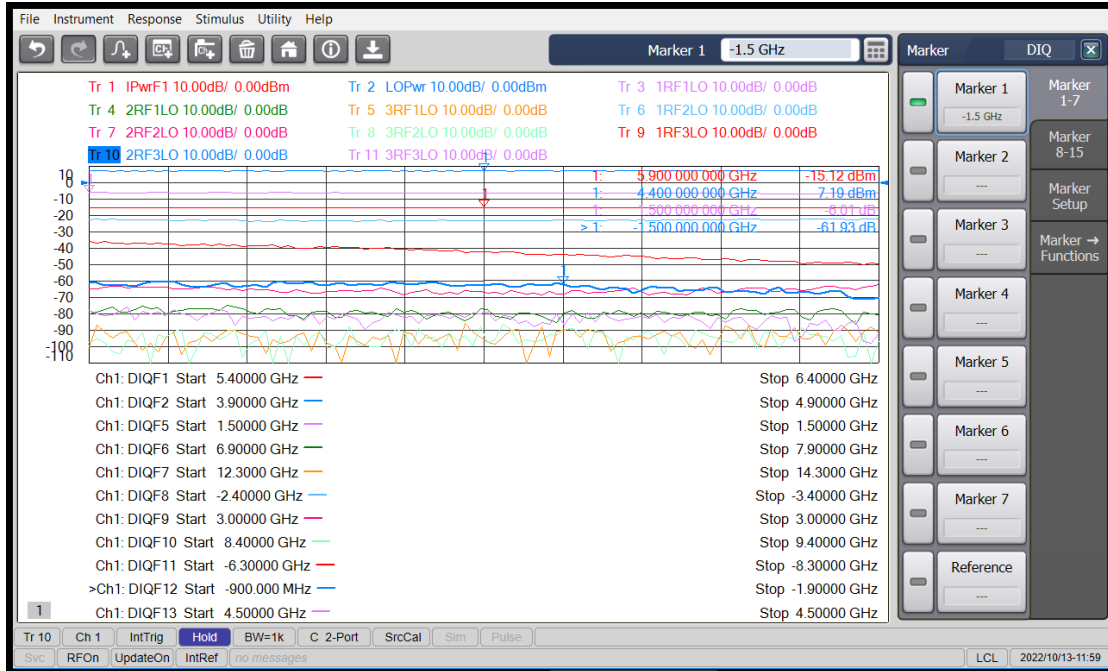 File Instrument Response Stimulus Utility Help
Marker 1 -1.5 GHz
Marker DIQ X
Tr 1 IPwrF1 10.00dB/ 0.00dBm Tr 2 LOPwr 10.00dB/ 0.00dBm Tr 3 1RF1LO 10.00dB/ 0.00dB
Tr 4 2RF1LO 10.00dB/ 0.00dB Tr 5 3RF1LO 10.00dB/ 0.00dB Tr 6 1RF2LO 10.00dB/ 0.00dB
Tr 7 2RF2LO 10.00dB/ 0.00dB Tr 8 3RF2LO 10.00dB/ 0.00dB Tr 9 1RF3LO 10.00dB/ 0.00dB
Tr 10 2RF3LO 10.00dB/ 0.00dB Tr 11 3RF3LO 10.00dB/ 0.00dB
10
0
-10
-20
-30
-40
-50
-60
-70
-80
-90
-100
-110
1: 5.900 000 000 GHz -15.12 dBm
1: 4.400 000 000 GHz 7.19 dBm
1: 1.500 000 000 GHz -6.01 dB
> 1: -1.500 000 000 GHz -61.93 dB
1
1
1
1
Ch1: DIQF1 Start 5.40000 GHz Stop 6.40000 GHz
Ch1: DIQF2 Start 3.90000 GHz Stop 4.90000 GHz
Ch1: DIQF5 Start 1.50000 GHz Stop 1.50000 GHz
Ch1: DIQF6 Start 6.90000 GHz Stop 7.90000 GHz
Ch1: DIQF7 Start 12.3000 GHz Stop 14.3000 GHz
Ch1: DIQF8 Start -2.40000 GHz Stop -3.40000 GHz
Ch1: DIQF9 Start 3.00000 GHz Stop 3.00000 GHz
Ch1: DIQF10 Start 8.40000 GHz Stop 9.40000 GHz
Ch1: DIQF11 Start -6.30000 GHz Stop -8.30000 GHz
>Ch1: DIQF12 Start -900.000 MHz Stop -1.90000 GHz
1 Ch1: DIQF13 Start 4.50000 GHz Stop 4.50000 GHz
Marker 1
-1.5 GHz
Marker 2
---
Marker 3
---
Marker 4
---
Marker 5
---
Marker 6
---
Marker 7
---
Reference
---
Marker
1-7
Marker
8-15
Marker
Setup
Marker →
Functions
Tr 10 Ch 1 IntTrig Hold BW=1k C 2-Port SrcCal Sim Pulse
Svc RFOn UpdateOn IntRef no messages LCL 2022/10/13-11:59